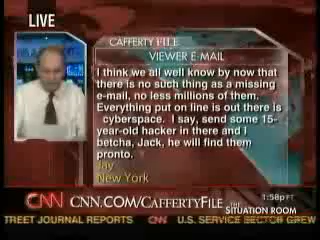 LIVE
CAFFERTY FILE
VIEWER E-MAIL
I think we all well know by now that
there is no such thing as a missing
e-mail, no less millions of them.
Everything put on line is out there is
cyberspace.  I say, send some 15-
year-old hacker in there and I
betcha, Jack, he will find them
pronto.
Jay
New York
CNN CNN.COM/CAFFERTYFILE
1:58p FT
THE
SITUATION ROOM
TREET JOURNAL REPORTS CNN U.S. SERVICE SECTOR GREW